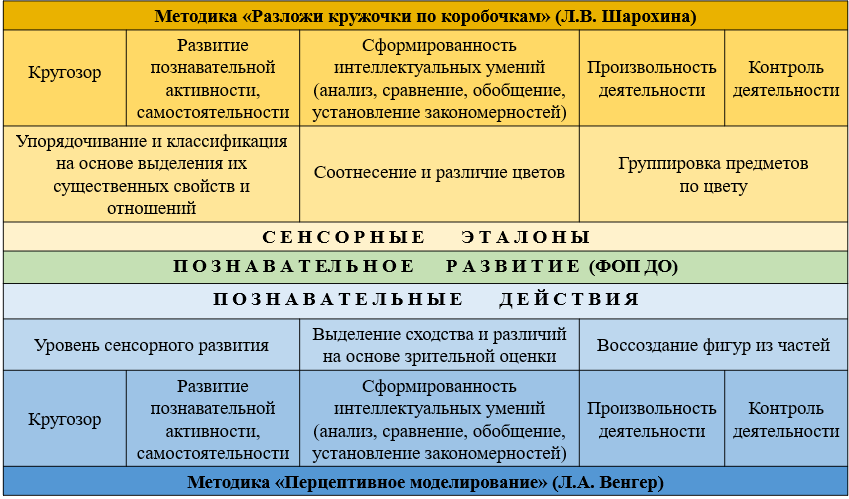 Методика «Разложи кружочки по коробочкам» (Л.В. Шарохина)
Кругозор
Развитие
познавательной
активности,
самостоятельности
Сформированность
интеллектуальных умений
(анализ, сравнение, обобщение,
установление закономерностей)
Произвольность
деятельности
Контроль
деятельности
Упорядочивание и классификация
на основе выделения их
существенных свойств и
отношений
Соотнесение и различие цветов
Группировка предметов
по цвету
СЕНСОРНЫЕ ЭТАЛОНЫ
ПОЗНАВАТЕЛЬНОЕ РАЗВИТИЕ (ФОП ДО)
ПОЗНАВАТЕЛЬНЫЕ ДЕЙСТВИЯ
Уровень сенсорного развития
Выделение сходства и различий
на основе зрительной оценки
Воссоздание фигур из частей
Кругозор
Развитие
познавательной
активности,
самостоятельности
Сформированность
интеллектуальных умений
(анализ, сравнение, обобщение,
установление закономерностей)
Произвольность
деятельности
Контроль
деятельности
Методика «Перцептивное моделирование» (Л.А. Венгер)